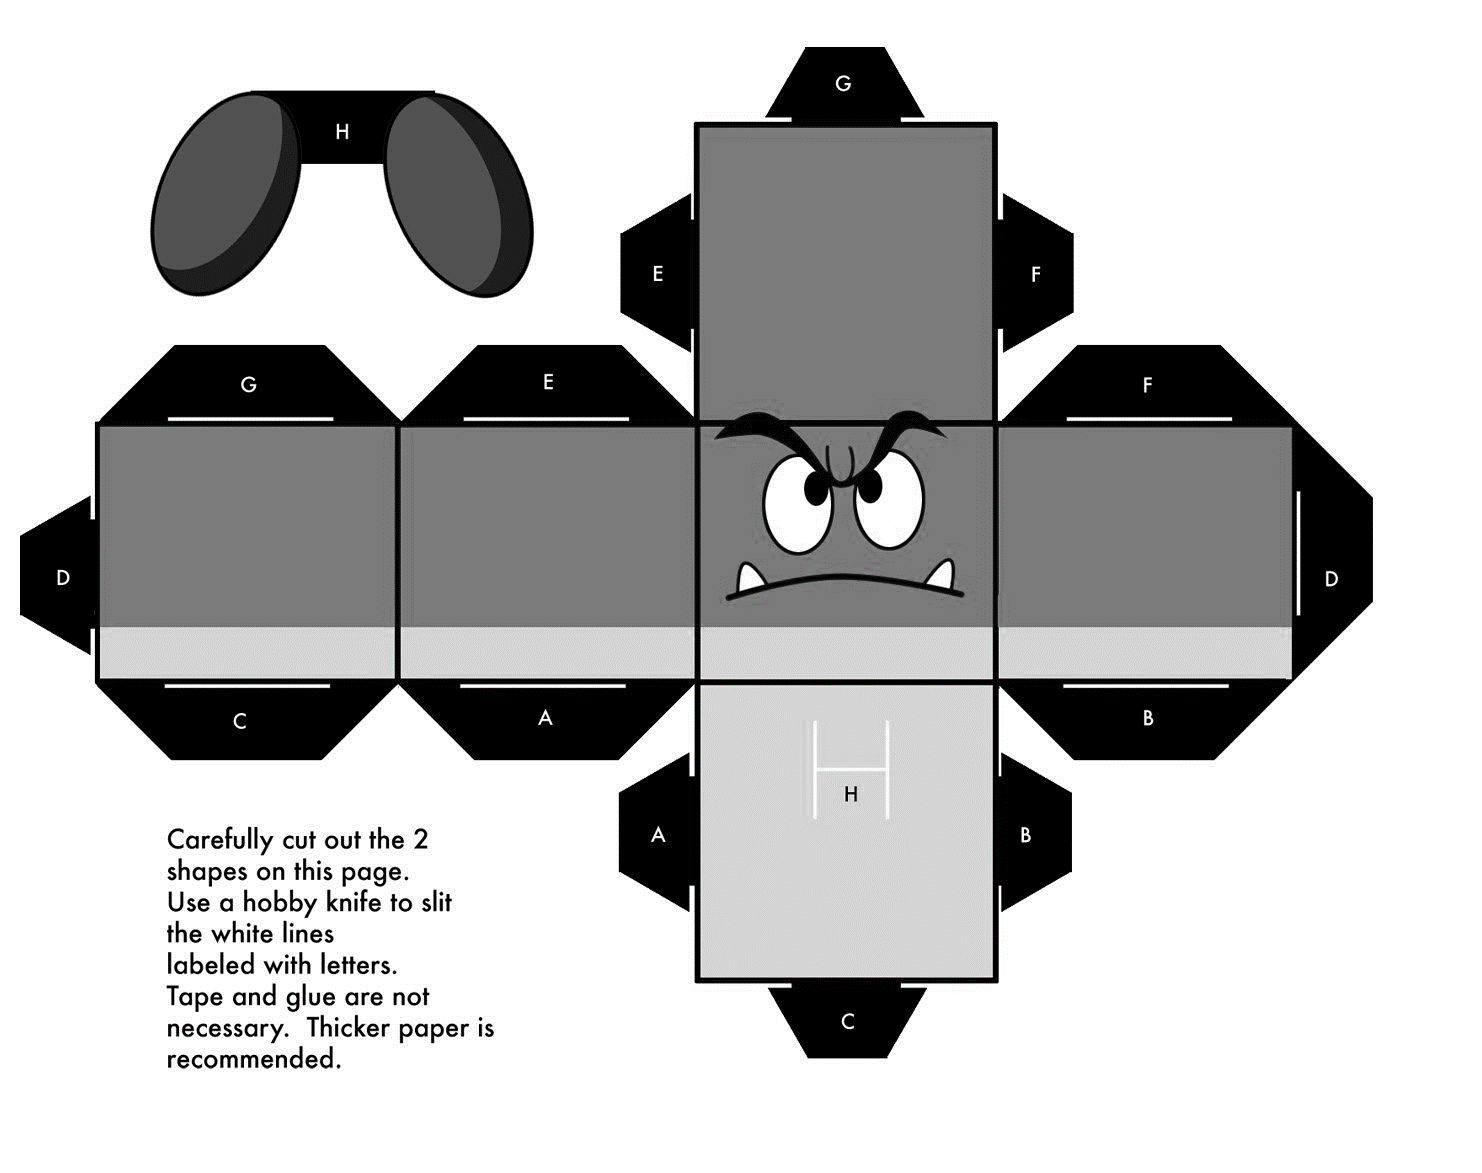 G
H
E
F
G
E
F
D
D
C
A
B
H
A
B
C
Carefully cut out the 2
shapes on this page.
Use a hobby knife to slit
the white lines
labeled with letters.
Tape and glue are not
necessary.  Thicker paper is
recommended.